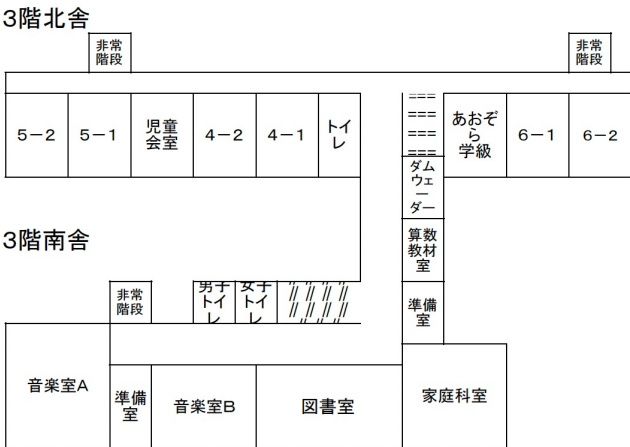 3階北舎
非常
階段
非常
階段
5－2
5－1
児童
会室
4－2
4－1
トイ
レ
===
===
===
===
あおぞ
ら
学級
6－1
6－2
ダム
ウェ
ー
ダー
3階南舎
算数
教材
室
非常
階段
男子
トイ
レ
女子
トイ
レ
// // // //
// // // //
// // // //
準備
室
音楽室A
準備
室
音楽室B
図書室
家庭科室